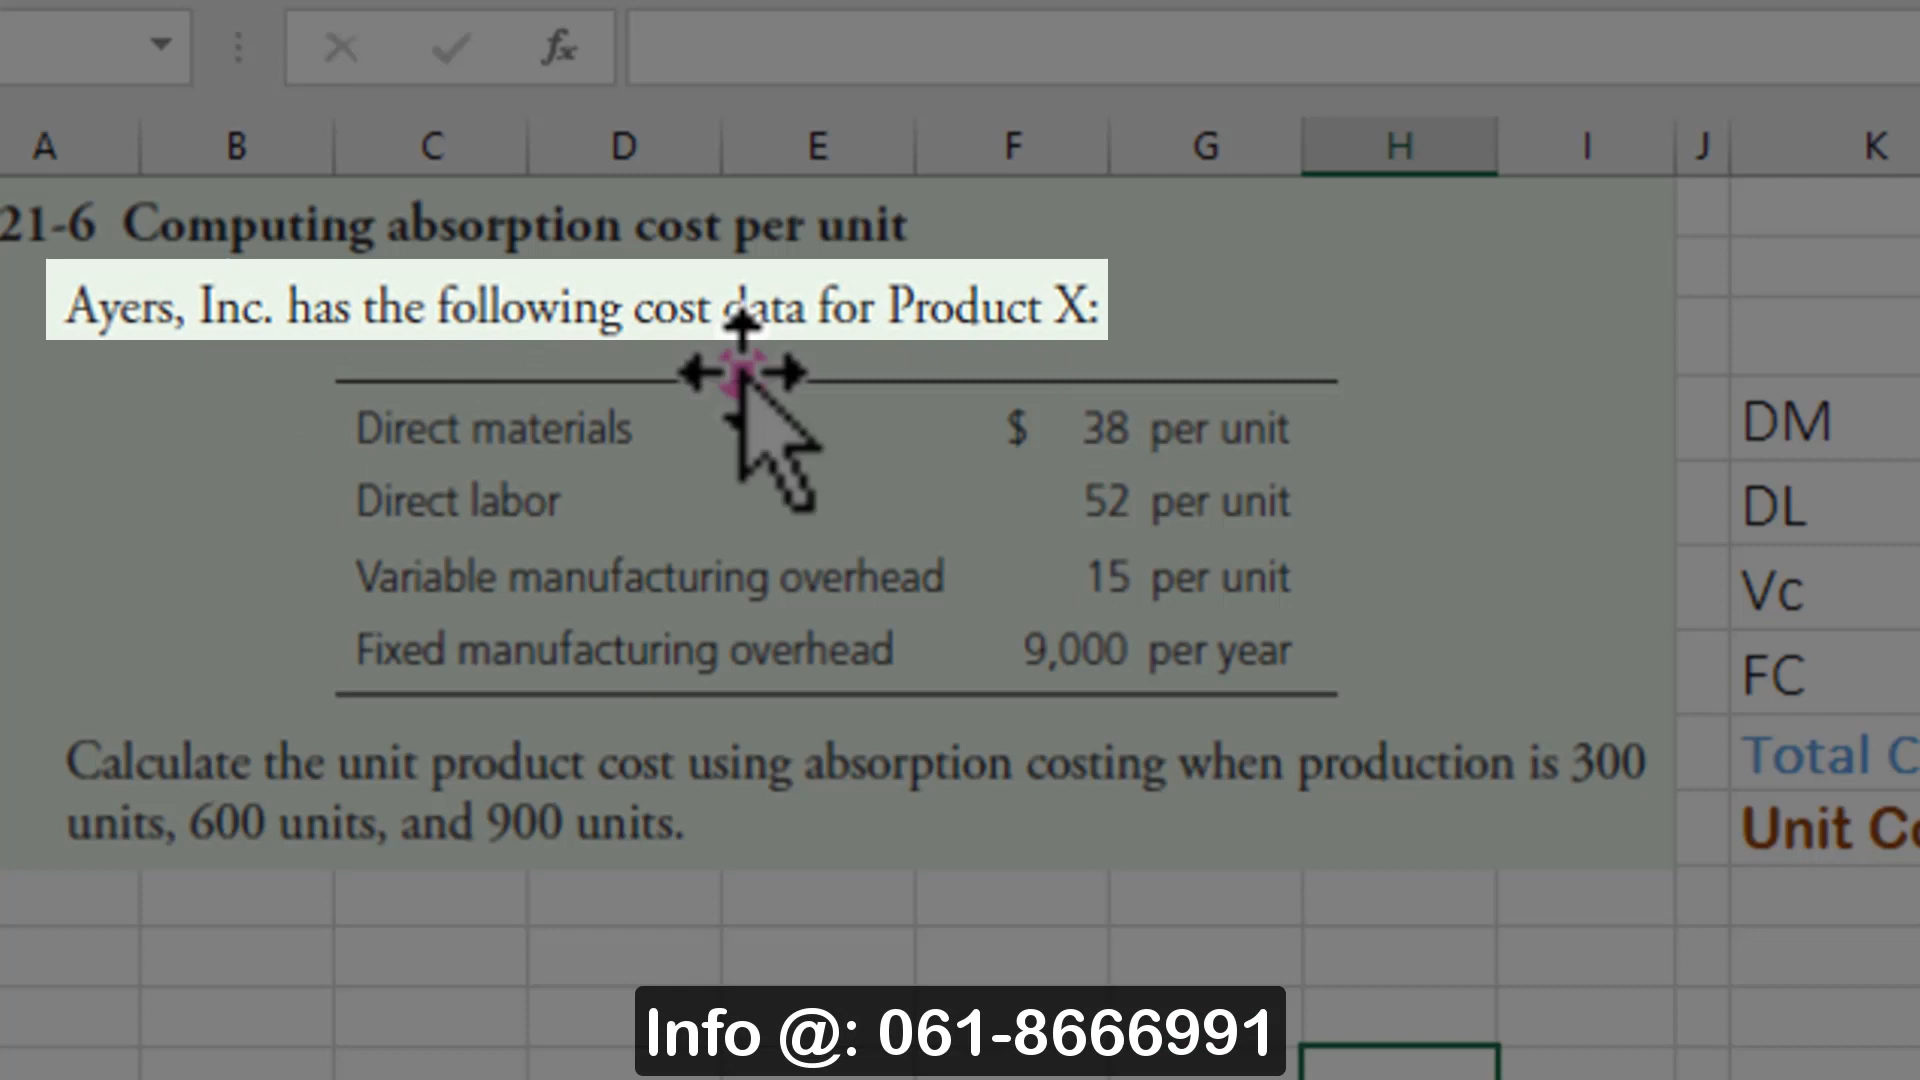 fx
A B C D E F G H I J K
21-6 Computing absorption cost per unit
Ayers, Inc. has the following cost data for Product X:
Direct materials $ 38 per unit
Direct labor 52 per unit
Variable manufacturing overhead 15 per unit
Fixed manufacturing overhead 9,000 per year
Calculate the unit product cost using absorption costing when production is 300
units, 600 units, and 900 units.
DM
DL
Vc
FC
Total C
Unit Co
Info @: 061-8666991